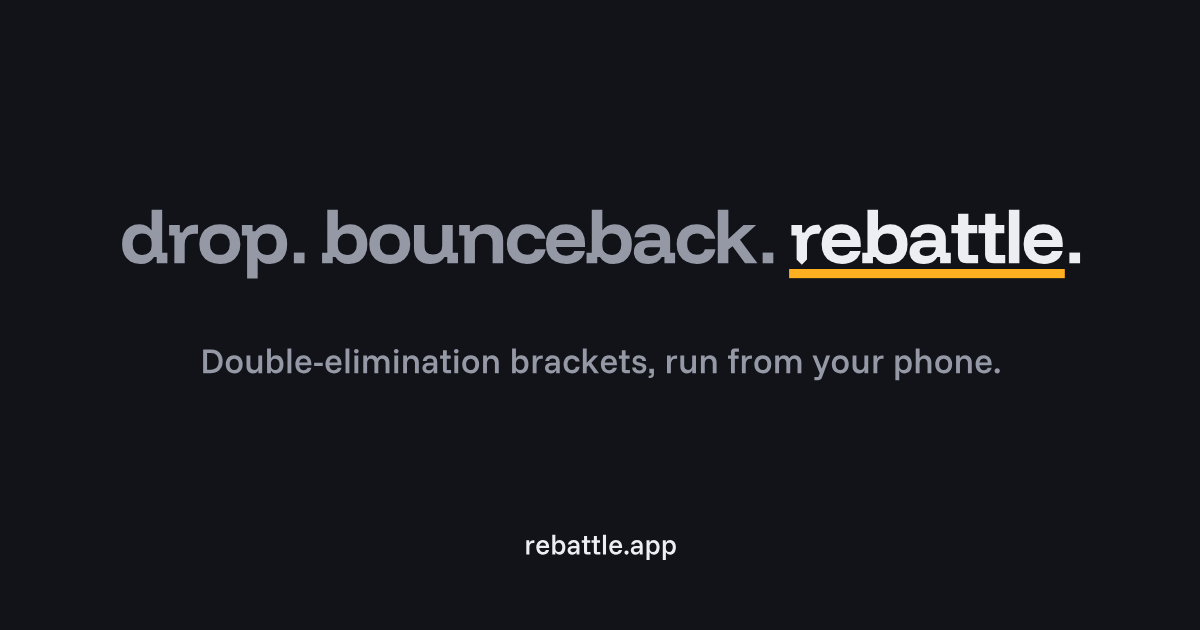 drop. bounceback. rebattle.
Double-elimination brackets, run from your phone.
rebattle.app